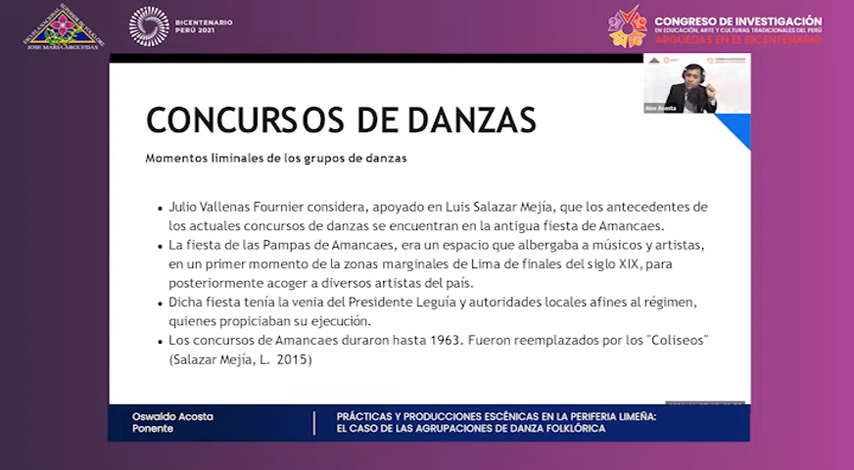 ESCUELA NACIONAL SUPERIOR DE FOLKLORE
JOSÉ MARÍA ARGUEDAS
BICENTENARIO
PERÚ 2021
CONGRESO DE INVESTIGACIÓN
EN EDUCACIÓN, ARTE Y CULTURAS TRADICIONALES DEL PERÚ
ARGUEDAS EN EL BICENTENARIO
Alex Acosta
CONCURSOS DE DANZAS
Momentos liminales de los grupos de danzas
• Julio Vallenas Fournier considera, apoyado en Luis Salazar Mejía, que los antecedentes de
los actuales concursos de danzas se encuentran en la antigua fiesta de Amancaes.
• La fiesta de las Pampas de Amancaes, era un espacio que albergaba a músicos y artistas,
en un primer momento de la zonas marginales de Lima de finales del siglo XIX, para
posteriormente acoger a diversos artistas del país.
• Dicha fiesta tenía la venia del Presidente Leguía y autoridades locales afines al régimen,
quienes propiciaban su ejecución.
• Los concursos de Amancaes duraron hasta 1963. Fueron reemplazados por los "Coliseos"
(Salazar Mejía, L. 2015)
Oswaldo Acosta
Ponente
PRÁCTICAS Y PRODUCCIONES ESCÉNICAS EN LA PERIFERIA LIMEÑA:
EL CASO DE LAS AGRUPACIONES DE DANZA FOLKLÓRICA